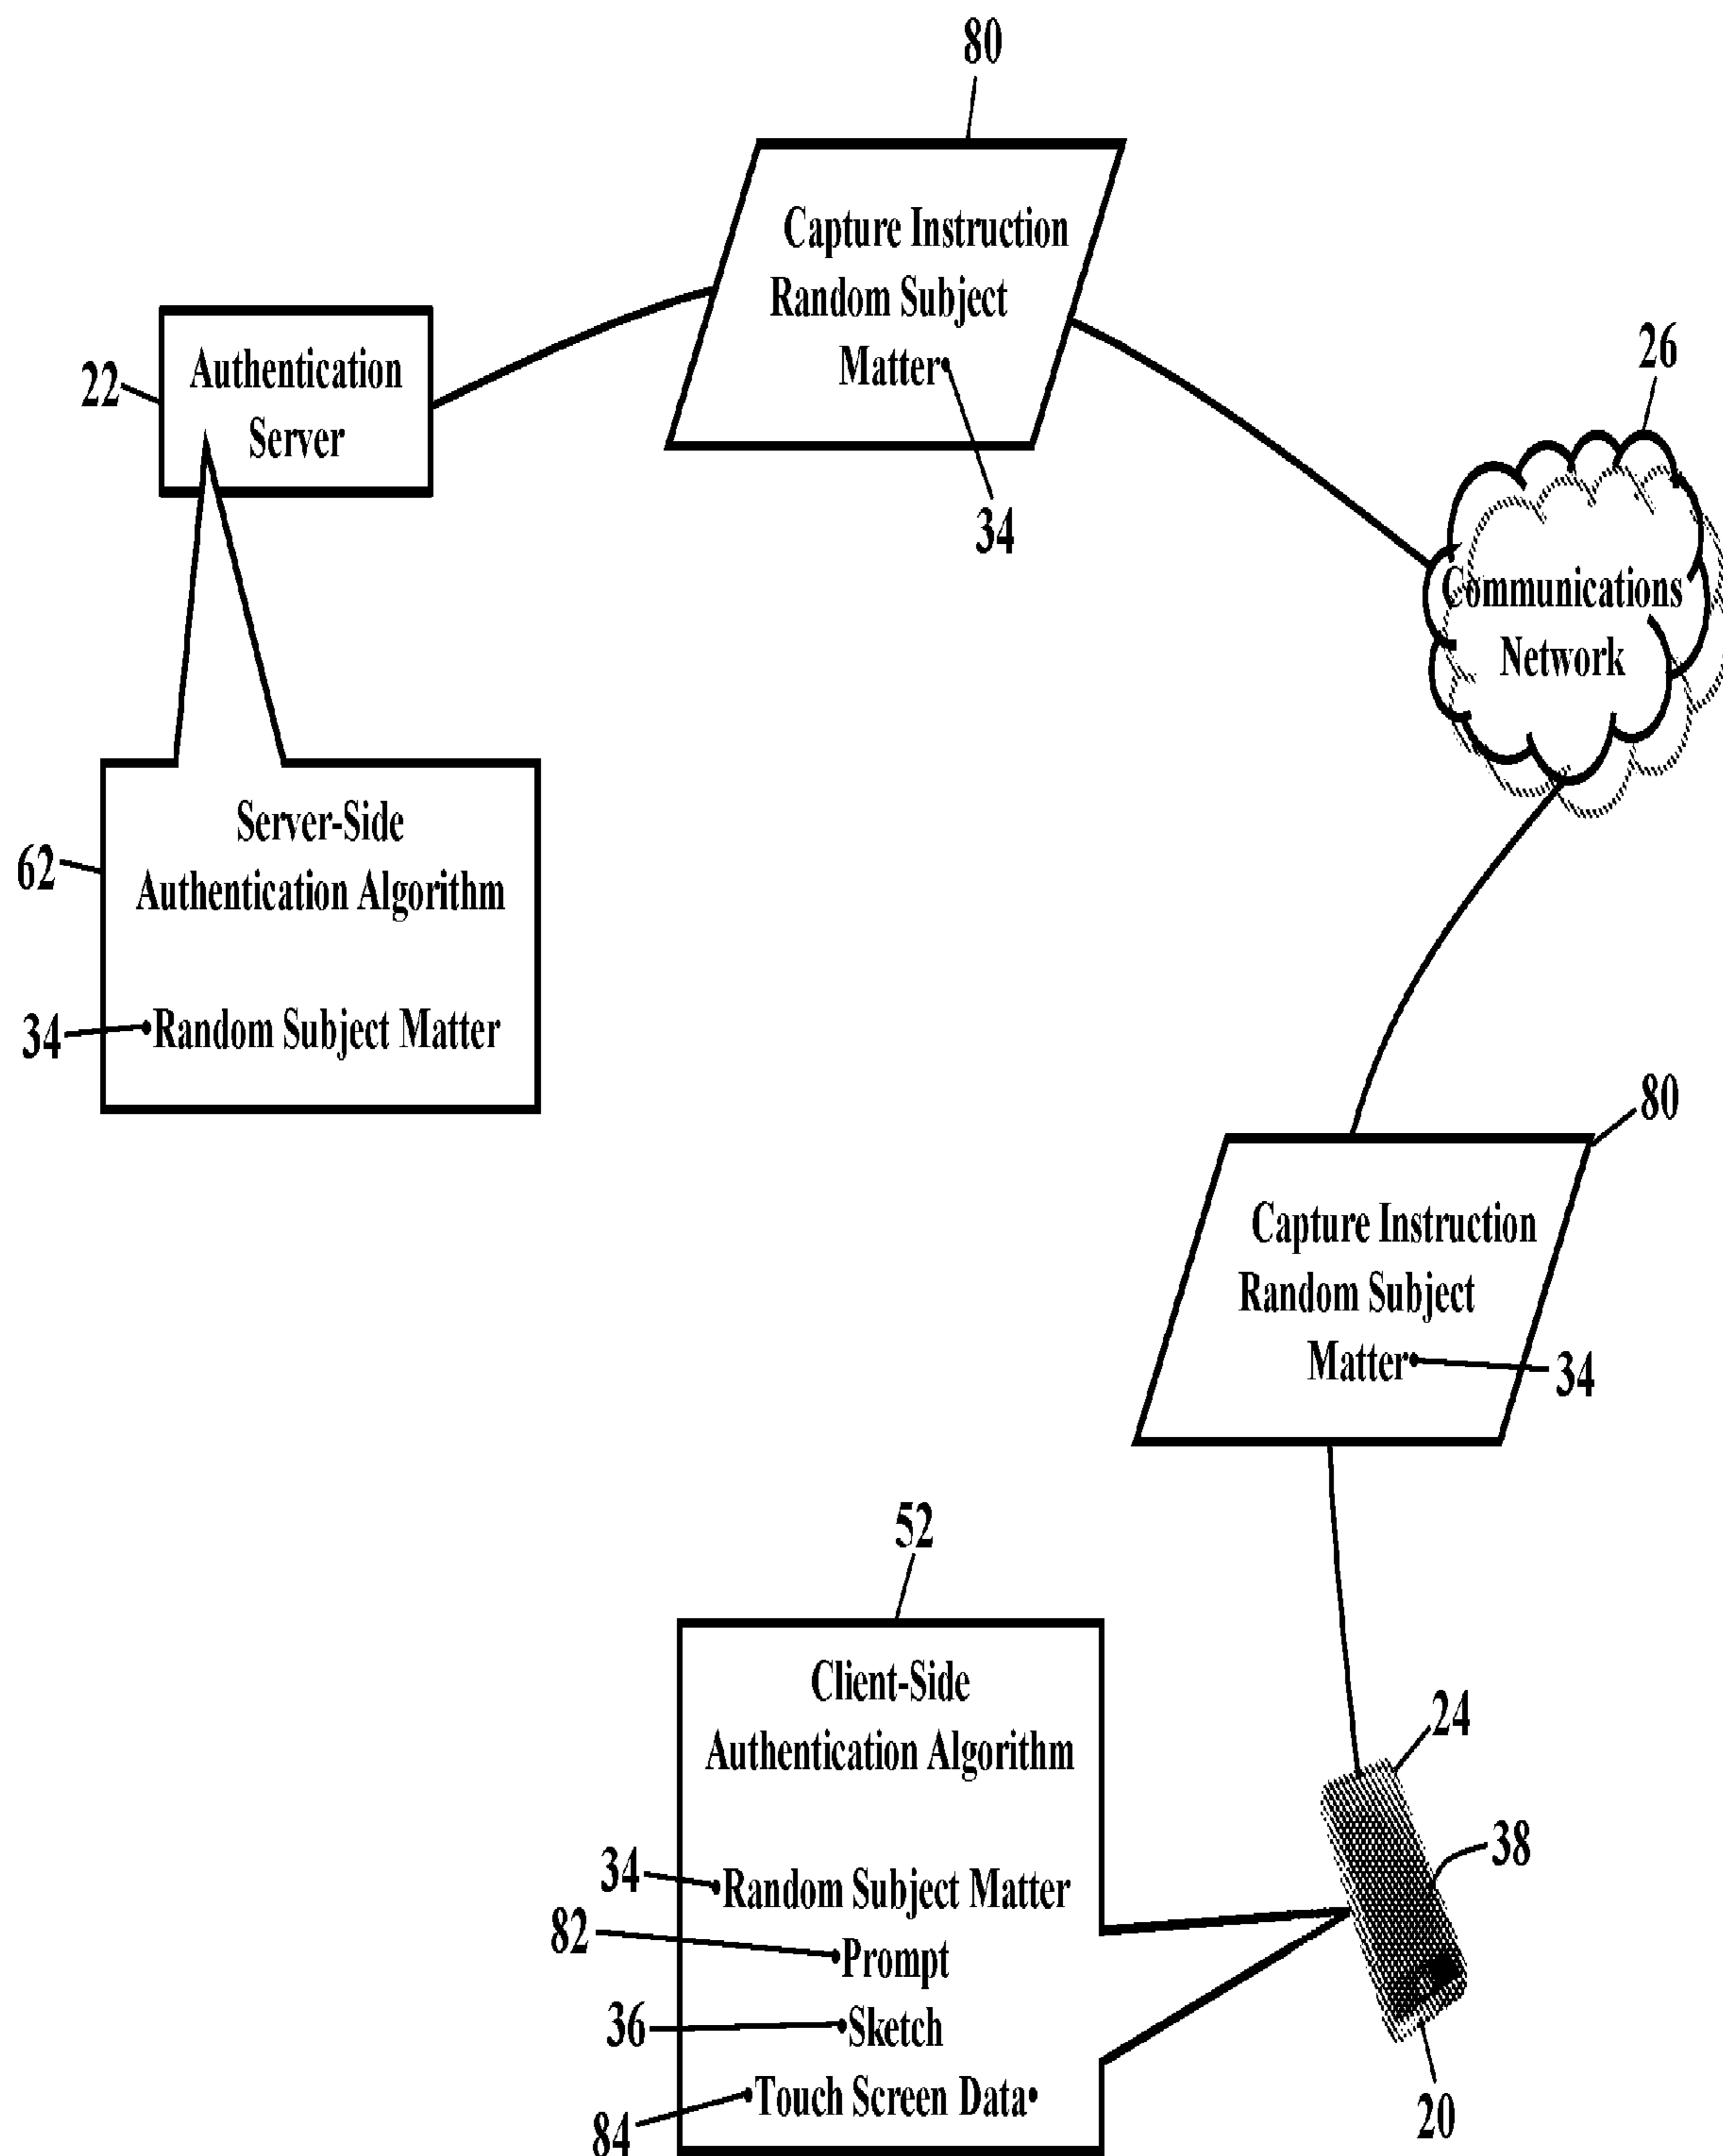 80
Capture Instruction
Random Subject
Matter•
34
22
Authentication
Server
26
Communications
Network
62
Server-Side
Authentication Algorithm
34
•Random Subject Matter
80
Capture Instruction
Random Subject
Matter•
34
52
Client-Side
Authentication Algorithm
34
•Random Subject Matter
82
•Prompt
36
•Sketch
84
•Touch Screen Data•
24
38
20